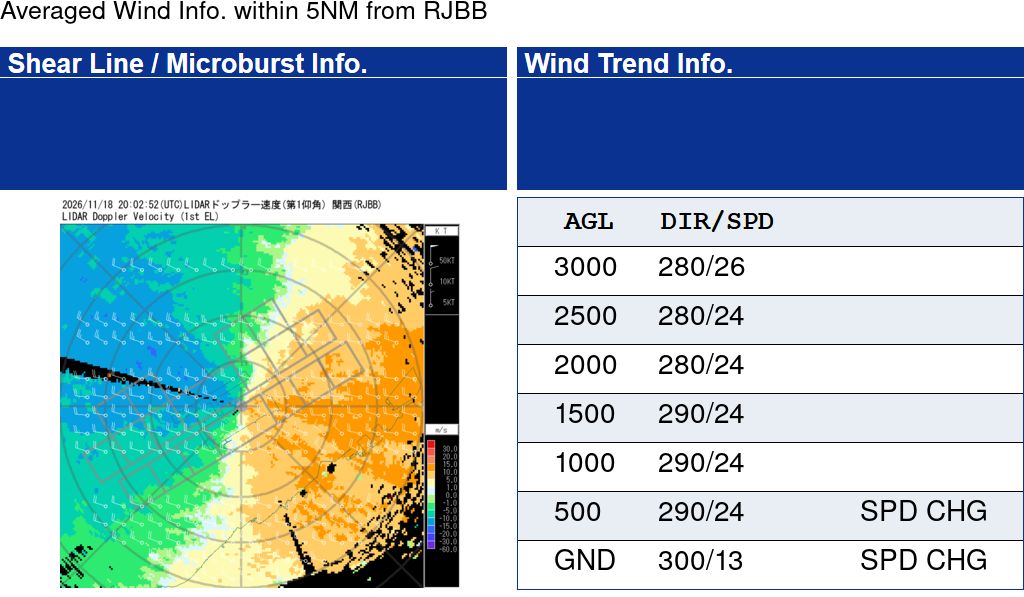 Averaged Wind Info. within 5NM from RJBB
Shear Line / Microburst Info.
Wind Trend Info.
2026/11/18 20:02:52(UTC)LIDARドップラー速度(第1仰角) 関西(RJBB)
LIDAR Doppler Velocity (1st EL)
K T
50KT
10KT
5KT
m/s
30.0
20.0
15.0
10.0
5.0
1.0
0.0
-1.0
-5.0
-10.0
-15.0
-20.0
-30.0
-60.0
AGL DIR/SPD
3000 280/26
2500 280/24
2000 280/24
1500 290/24
1000 290/24
500 290/24 SPD CHG
GND 300/13 SPD CHG